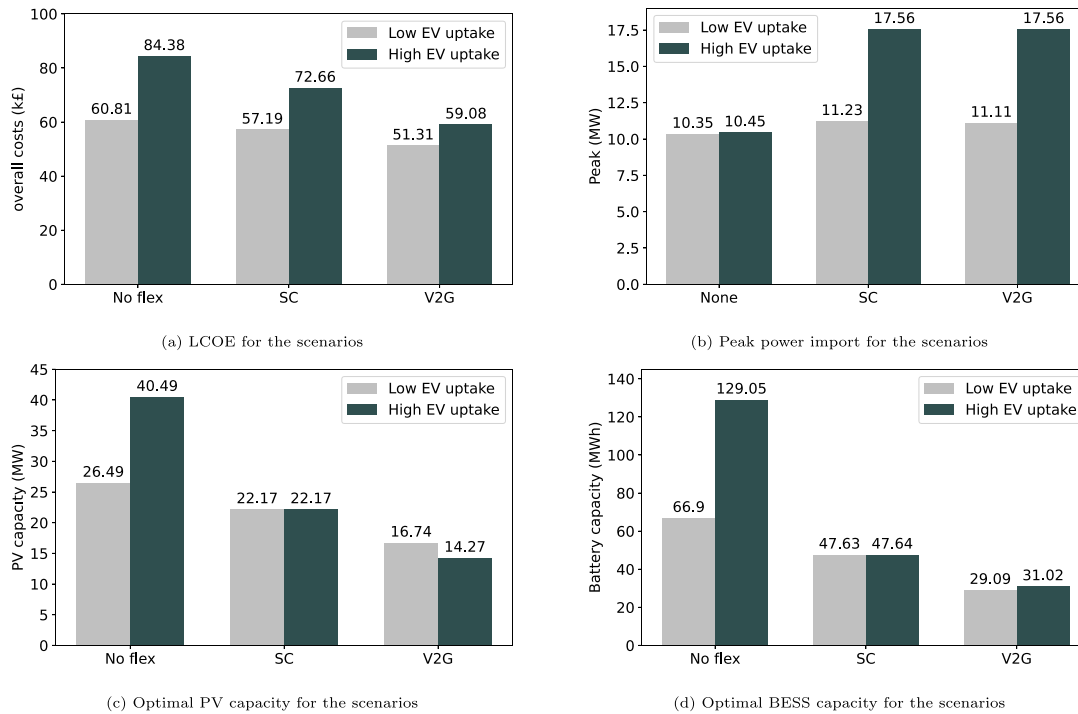 100
80
60
40
20
0
overall costs (k£)
60.81
84.38
57.19
72.66
51.31
59.08
Low EV uptake
High EV uptake
No flex
SC
V2G
(a) LCOE for the scenarios
17.5
15.0
12.5
10.0
7.5
5.0
2.5
0.0
Peak (MW)
10.35
10.45
11.23
17.56
11.11
17.56
Low EV uptake
High EV uptake
None
SC
V2G
(b) Peak power import for the scenarios
45
40
35
30
25
20
15
10
5
0
PV capacity (MW)
26.49
40.49
22.17
22.17
16.74
14.27
Low EV uptake
High EV uptake
No flex
SC
V2G
(c) Optimal PV capacity for the scenarios
140
120
100
80
60
40
20
0
Battery capacity (MWh)
66.9
129.05
47.63
47.64
29.09
31.02
Low EV uptake
High EV uptake
No flex
SC
V2G
(d) Optimal BESS capacity for the scenarios